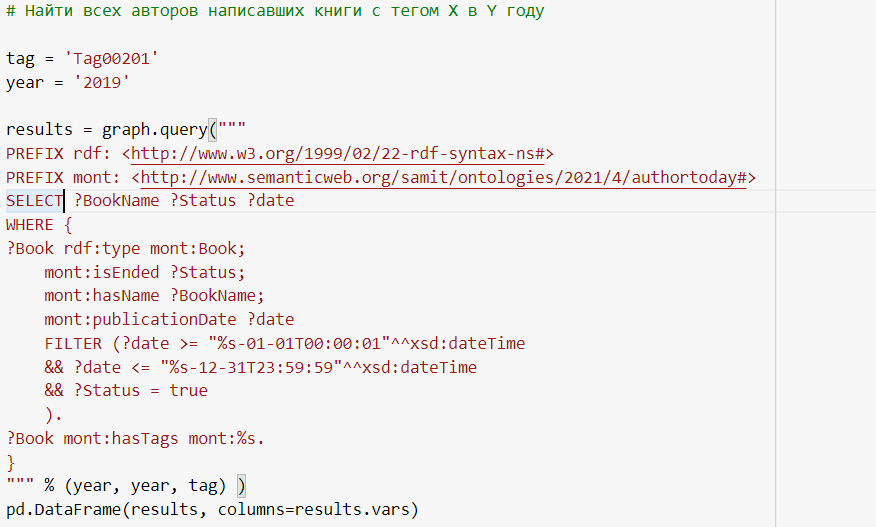 # Найти всех авторов написавших книги с тегом X в Y году
tag = 'Tag00201'
year = '2019'
results = graph.query("""
PREFIX rdf: <http://www.w3.org/1999/02/22-rdf-syntax-ns#>
PREFIX mont: <http://www.semanticweb.org/samit/ontologies/2021/4/authortoday#>
SELECT ?BookName ?Status ?date
WHERE {
?Book rdf:type mont:Book;
    mont:isEnded ?Status;
    mont:hasName ?BookName;
    mont:publicationDate ?date
    FILTER (?date >= "%s-01-01T00:00:01"^^xsd:dateTime
    && ?date <= "%s-12-31T23:59:59"^^xsd:dateTime
    && ?Status = true
    ).
?Book mont:hasTags mont:%s.
}
""" % (year, year, tag) )
pd.DataFrame(results, columns=results.vars)